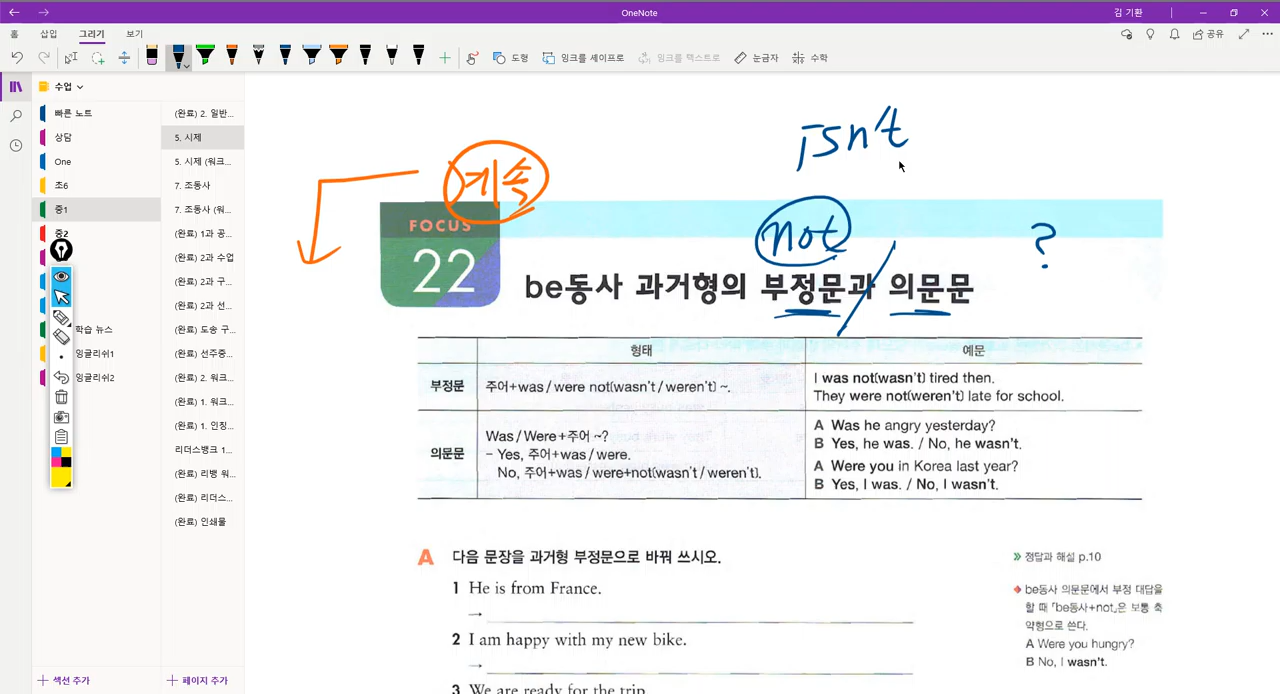 OneNote
김 기환
홈 삽입 그리기 보기
공유
도형
잉크를 셰이프로
잉크를 텍스트로
눈금자
수학
수업
빠른 노트
상담
One
초6
중1
중2
학습 뉴스
잉글리쉬1
잉글리쉬2
섹션 추가
(완료) 2. 일반...
5. 시제
5. 시제 (워크...
7. 조동사
7. 조동사 (워...
(완료) 1과 공...
(완료) 2과 수업
(완료) 2과 구...
(완료) 2과 선...
(완료) 도송 구...
(완료) 선주중...
(완료) 2. 워크...
(완료) 1. 워크...
(완료) 1. 인칭...
리더스뱅크 1...
(완료) 리뱅 워...
(완료) 리더스...
(완료) 인쇄물
페이지 추가
isn't
계속
not
?
FOCUS
22
be동사 과거형의 부정문과 의문문
형태 예문
부정문 주어+was / were not(wasn't / weren't) ~. I was not(wasn't) tired then.
They were not(weren't) late for school.
의문문 Was / Were+주어 ~?
– Yes, 주어+was / were.
No, 주어+was / were+not(wasn't / weren't).
A Was he angry yesterday?
B Yes, he was. / No, he wasn't.
A Were you in Korea last year?
B Yes, I was. / No, I wasn't.
A 다음 문장을 과거형 부정문으로 바꿔 쓰시오.
1 He is from France.
→
2 I am happy with my new bike.
→
3 We are ready for the trip.
» 정답과 해설 p.10
be동사 의문문에서 부정 대답을
할 때 「be동사+not」은 보통 축
약형으로 쓴다.
A Were you hungry?
B No, I wasn't.